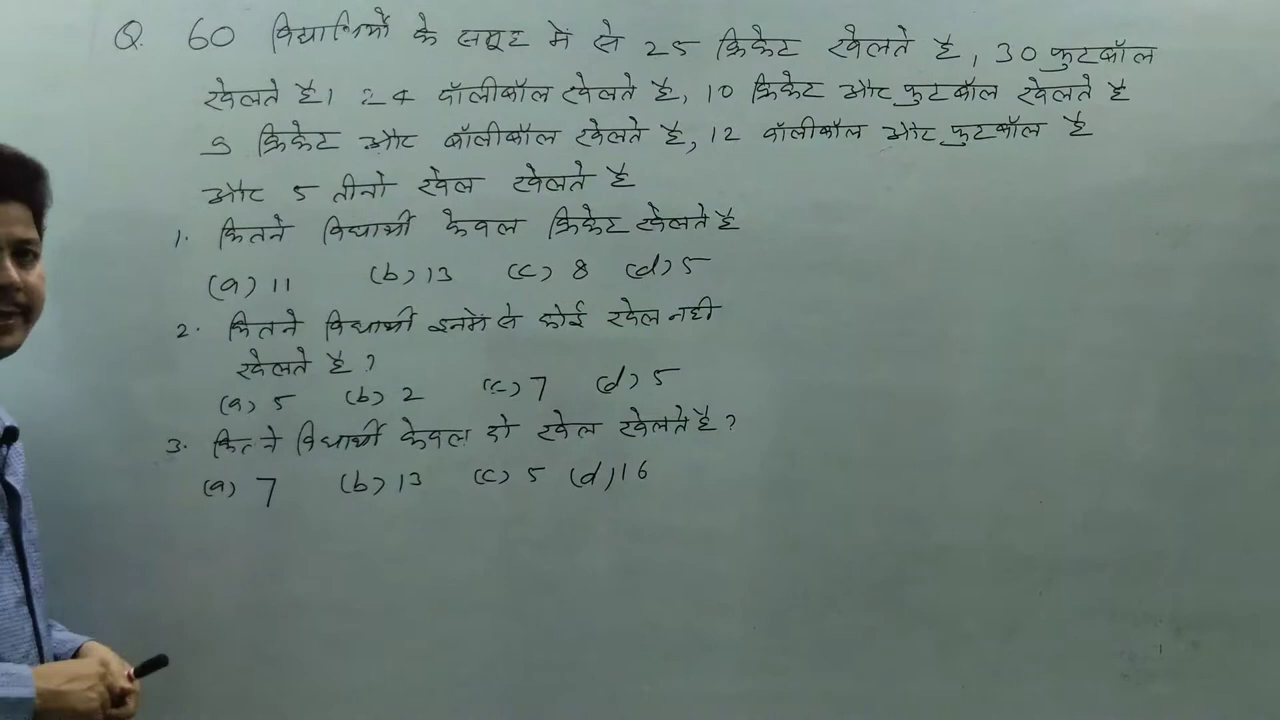 Q. 60 विद्यार्थियों के समूह में से 25 क्रिकेट खेलते है, 30 फुटबॉल
खेलते है। 24 वॉलीबॉल खेलते है, 10 क्रिकेट और फुटबॉल खेलते है
9 क्रिकेट और वॉलीबॉल खेलते है, 12 वॉलीबॉल और फुटबॉल है
और 5 तीनो खेल खेलते है
1. कितने विद्यार्थी केवल क्रिकेट खेलते है
(a) 11 (b) 13 (c) 8 (d) 5
2. कितने विद्यार्थी इनमें से कोई खेल नही
खेलते है ?
(a) 5 (b) 2 (c) 7 (d) 5
3. कितने विद्यार्थी केवल दो खेल खेलते है ?
(a) 7 (b) 13 (c) 5 (d) 16